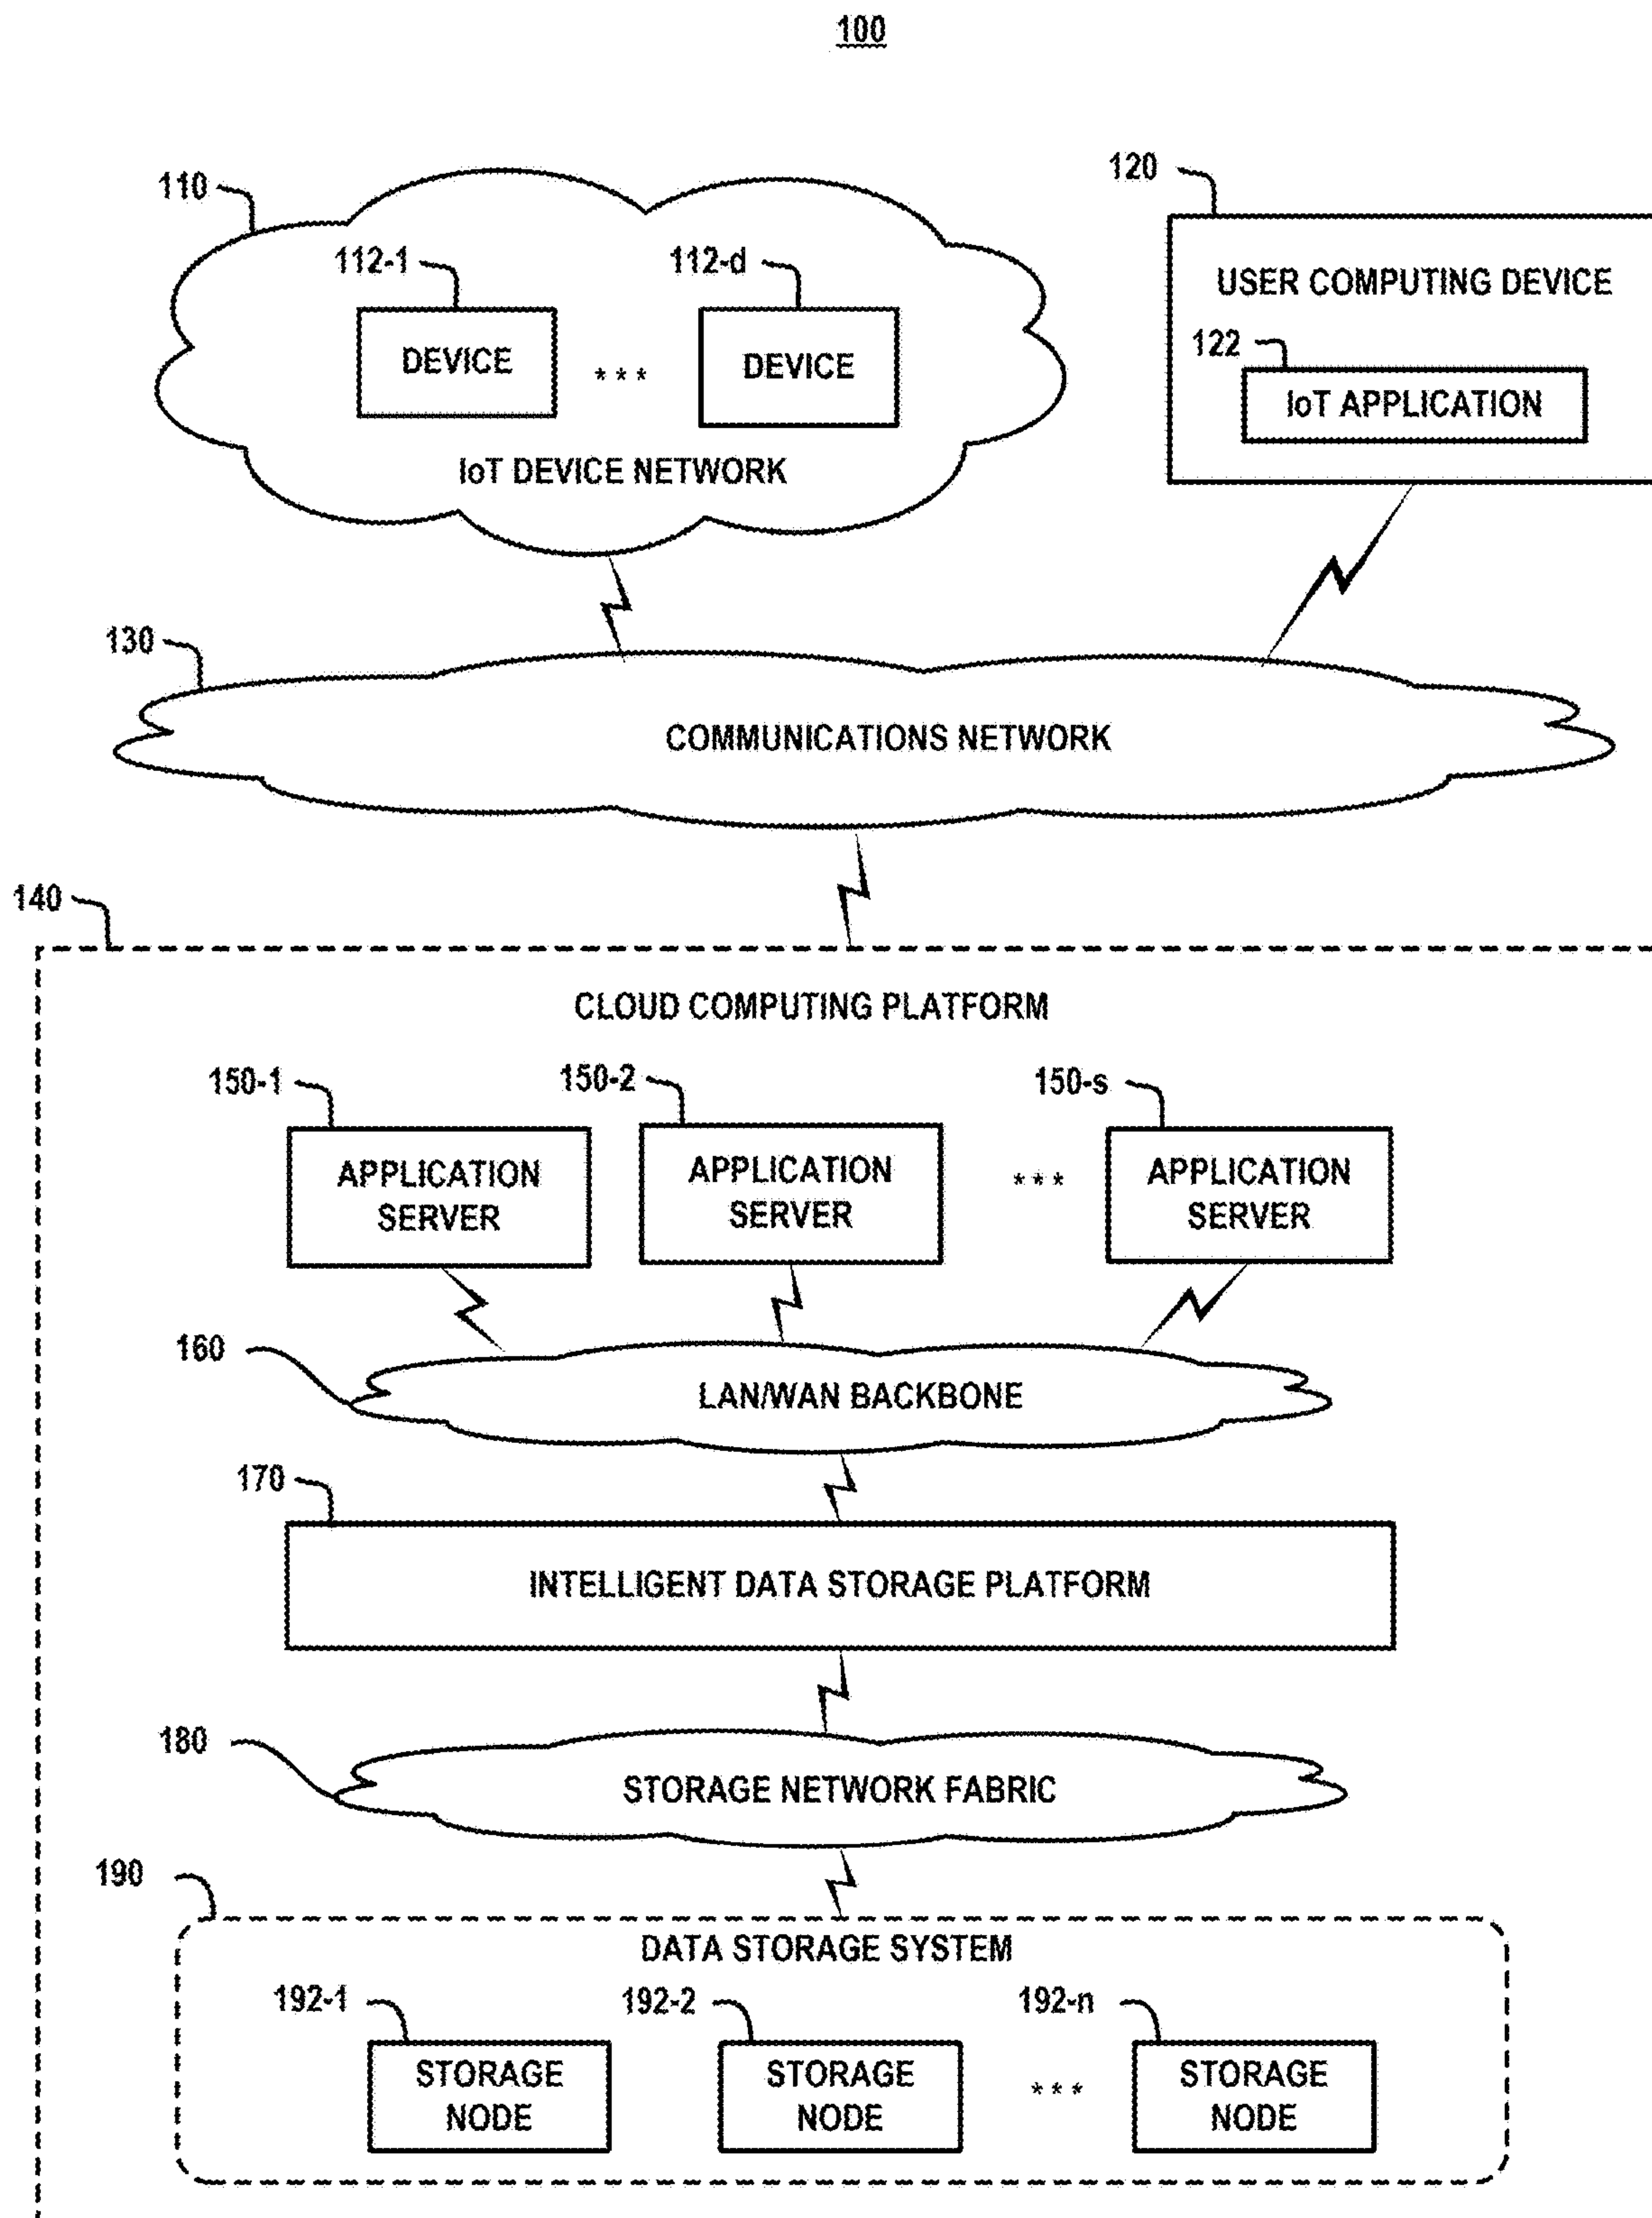 100
110
120
112-1
112-d
USER COMPUTING DEVICE
122
DEVICE
***
DEVICE
IoT APPLICATION
IoT DEVICE NETWORK
130
COMMUNICATIONS NETWORK
140
CLOUD COMPUTING PLATFORM
150-1
150-2
150-s
APPLICATION
SERVER
APPLICATION
SERVER
***
APPLICATION
SERVER
160
LAN/WAN BACKBONE
170
INTELLIGENT DATA STORAGE PLATFORM
180
STORAGE NETWORK FABRIC
190
DATA STORAGE SYSTEM
192-1
192-2
192-n
STORAGE
NODE
STORAGE
NODE
***
STORAGE
NODE